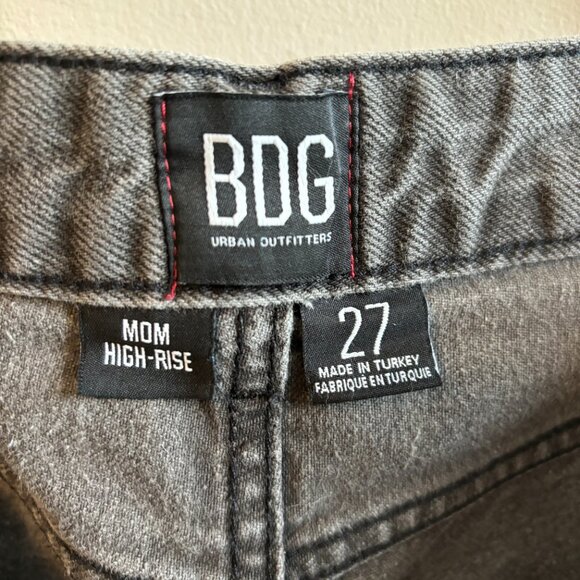 BDG
URBAN OUTFITTERS
MOM
HIGH-RISE
27
MADE IN TURKEY
FABRIQUE EN TURQUIE